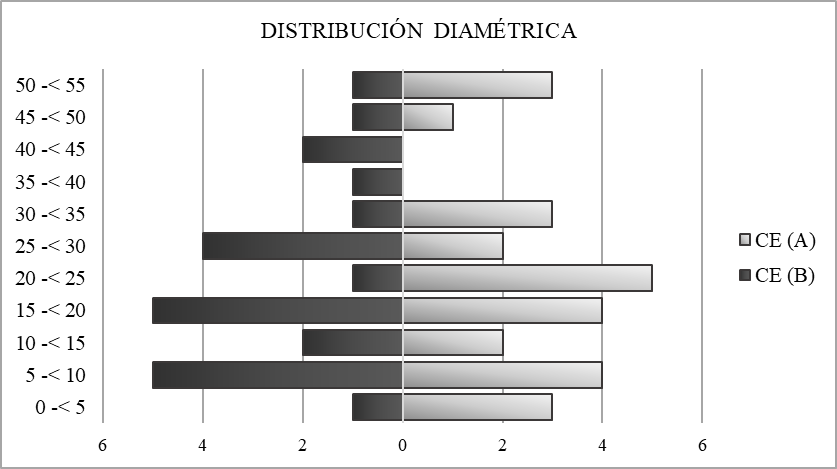 DISTRIBUCIÓN DIAMÉTRICA
50 -< 55
45 -< 50
40 -< 45
35 -< 40
30 -< 35
25 -< 30
20 -< 25
15 -< 20
10 -< 15
5 -< 10
0 -< 5
6 4 2 0 2 4 6
CE (A)
CE (B)